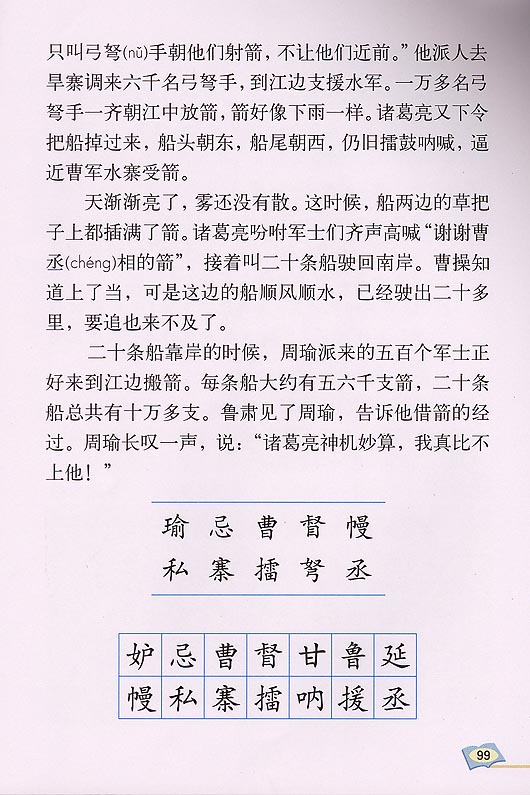 只叫弓弩(nǔ)手朝他们射箭，不让他们近前。”他派人去
旱寨调来六千名弓弩手，到江边支援水军。一万多名弓
弩手一齐朝江中放箭，箭好像下雨一样。诸葛亮又下令
把船掉过来，船头朝东，船尾朝西，仍旧擂鼓呐喊，逼
近曹军水寨受箭。
天渐渐亮了，雾还没有散。这时候，船两边的草把
子上都插满了箭。诸葛亮吩咐军士们齐声高喊“谢谢曹
丞(chéng)相的箭”，接着叫二十条船驶回南岸。曹操知
道上了当，可是这边的船顺风顺水，已经驶出二十多
里，要追也来不及了。
二十条船靠岸的时候，周瑜派来的五百个军士正
好来到江边搬箭。每条船大约有五六千支箭，二十条
船总共有十万多支。鲁肃见了周瑜，告诉他借箭的经
过。周瑜长叹一声，说：“诸葛亮神机妙算，我真比不
上他！”
瑜 忌 曹 督 幔
私 寨 擂 弩 丞
妒 忌 曹 督 甘 鲁 延
幔 私 寨 擂 呐 援 丞
99